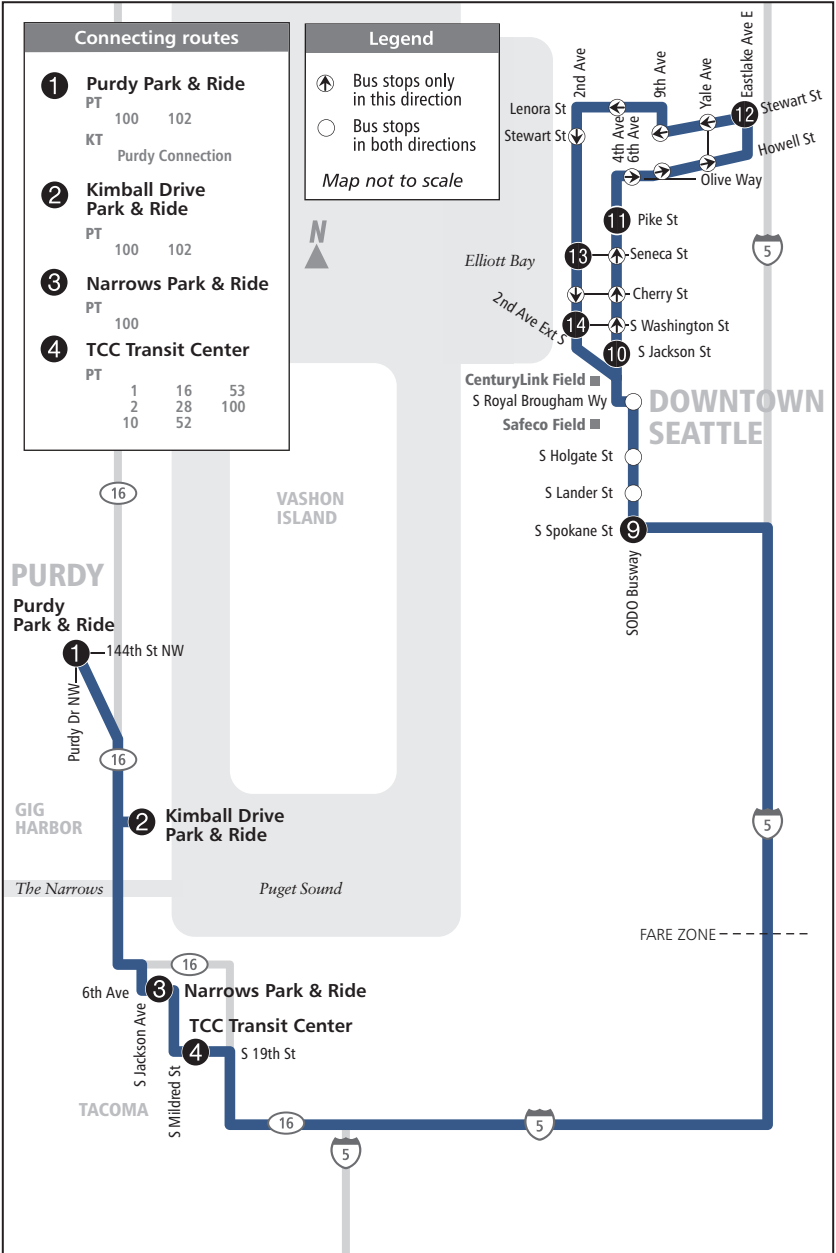 Connecting routes
1 Purdy Park & Ride
PT
100 102
KT
Purdy Connection
2 Kimball Drive
Park & Ride
PT
100 102
3 Narrows Park & Ride
PT
100
4 TCC Transit Center
PT
1 16 53
2 28 100
10 52
Legend
Bus stops only
in this direction
Bus stops
in both directions
Map not to scale
N
2nd Ave
9th Ave
Yale Ave
Eastlake Ave E
Lenora St
Stewart St
4th Ave
6th Ave
12
Stewart St
Howell St
Olive Way
11 Pike St
5
Elliott Bay
13
Seneca St
Cherry St
2nd Ave Ext S
14
S Washington St
10 S Jackson St
CenturyLink Field
S Royal Brougham Wy
Safeco Field
DOWNTOWN
SEATTLE
S Holgate St
S Lander St
S Spokane St 9
SODO Busway
16
VASHON
ISLAND
PURDY
Purdy
Park & Ride
1 144th St NW
Purdy Dr NW
16
GIG
HARBOR
2 Kimball Drive
Park & Ride
5
The Narrows
Puget Sound
FARE ZONE
16
6th Ave
3 Narrows Park & Ride
S Jackson Ave
TCC Transit Center
4 S 19th St
S Mildred St
TACOMA
16
5
5